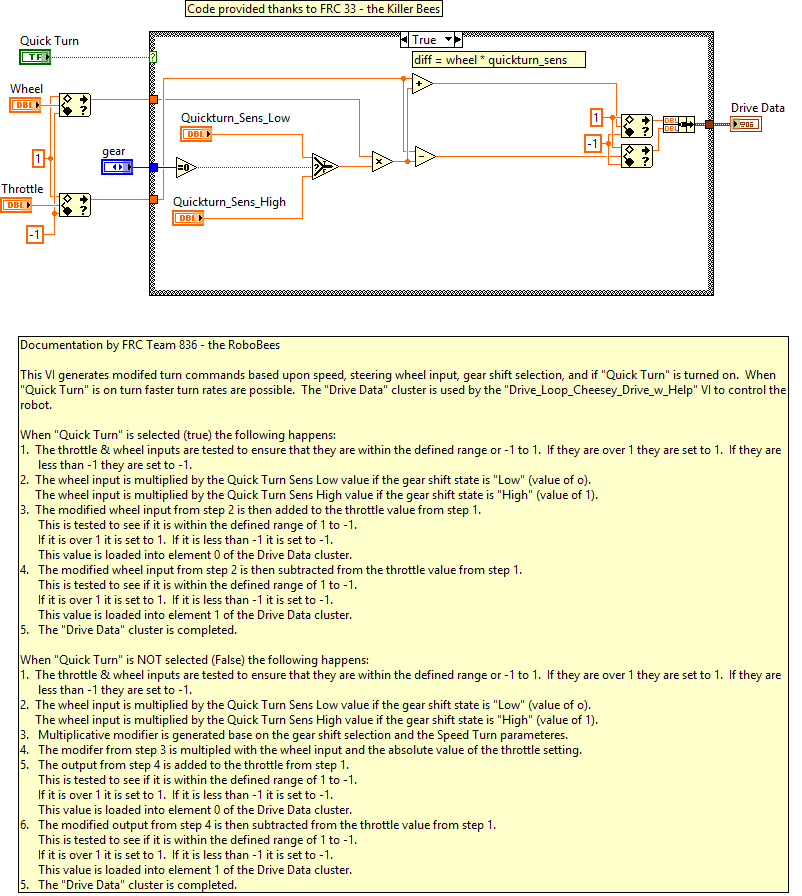 Code provided thanks to FRC 33 - the Killer Bees
Quick Turn
TF
True
?
diff = wheel * quickturn_sens
Wheel
DBL
?
+
Quickturn_Sens_Low
DBL
Drive Data
1
?
DBL
DBL
-1
?
gear
1
=0
?
F
x
-
Throttle
DBL
?
Quickturn_Sens_High
DBL
-1
Documentation by FRC Team 836 - the RoboBees
This VI generates modifed turn commands based upon speed, steering wheel input, gear shift selection, and if "Quick Turn" is turned on.  When
"Quick Turn" is on turn faster turn rates are possible.  The "Drive Data" cluster is used by the "Drive_Loop_Cheesey_Drive_w_Help" VI to control the
robot.
When "Quick Turn" is selected (true) the following happens:
1.  The throttle & wheel inputs are tested to ensure that they are within the defined range or -1 to 1.  If they are over 1 they are set to 1.  If they are
less than -1 they are set to -1.
2.  The wheel input is multiplied by the Quick Turn Sens Low value if the gear shift state is "Low" (value of o).
The wheel input is multiplied by the Quick Turn Sens High value if the gear shift state is "High" (value of 1).
3.  The modified wheel input from step 2 is then added to the throttle value from step 1.
This is tested to see if it is within the defined range of 1 to -1.
If it is over 1 it is set to 1.  If it is less than -1 it is set to -1.
This value is loaded into element 0 of the Drive Data cluster.
4.  The modified wheel input from step 2 is then subtracted from the throttle value from step 1.
This is tested to see if it is within the defined range of 1 to -1.
If it is over 1 it is set to 1.  If it is less than -1 it is set to -1.
This value is loaded into element 1 of the Drive Data cluster.
5.  The "Drive Data" cluster is completed.
When "Quick Turn" is NOT selected (False) the following happens:
1.  The throttle & wheel inputs are tested to ensure that they are within the defined range or -1 to 1.  If they are over 1 they are set to 1.  If they are
less than -1 they are set to -1.
2.  The wheel input is multiplied by the Quick Turn Sens Low value if the gear shift state is "Low" (value of o).
The wheel input is multiplied by the Quick Turn Sens High value if the gear shift state is "High" (value of 1).
3.  Multiplicative modifier is generated base on the gear shift selection and the Speed Turn parameteres.
4.  The modifer from step 3 is multipled with the wheel input and the absolute value of the throttle setting.
5.  The output from step 4 is added to the throttle from step 1.
This is tested to see if it is within the defined range of 1 to -1.
If it is over 1 it is set to 1.  If it is less than -1 it is set to -1.
This value is loaded into element 0 of the Drive Data cluster.
6.  The modified output from step 4 is then subtracted from the throttle value from step 1.
This is tested to see if it is within the defined range of 1 to -1.
If it is over 1 it is set to 1.  If it is less than -1 it is set to -1.
This value is loaded into element 1 of the Drive Data cluster.
5.  The "Drive Data" cluster is completed.